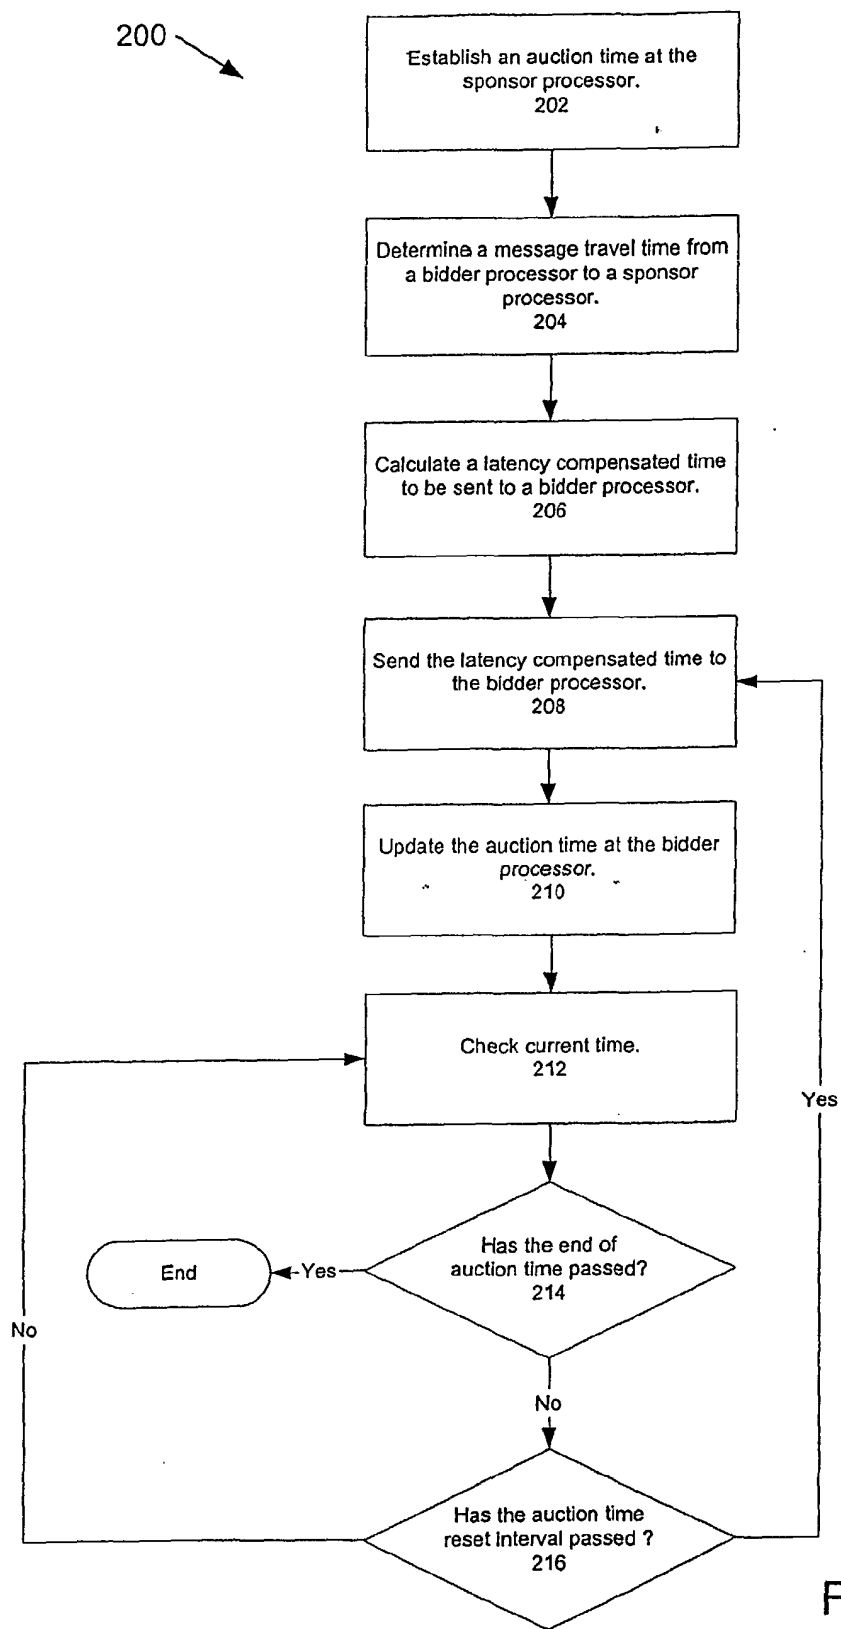 200
Establish an auction time at the
sponsor processor.
202
Determine a message travel time from
a bidder processor to a sponsor
processor.
204
Calculate a latency compensated time
to be sent to a bidder processor.
206
Send the latency compensated time to
the bidder processor.
208
Update the auction time at the bidder
processor.
210
Check current time.
212
Yes
Has the end of
auction time passed?
214
Yes
End
No
No
Has the auction time
reset interval passed ?
216
F